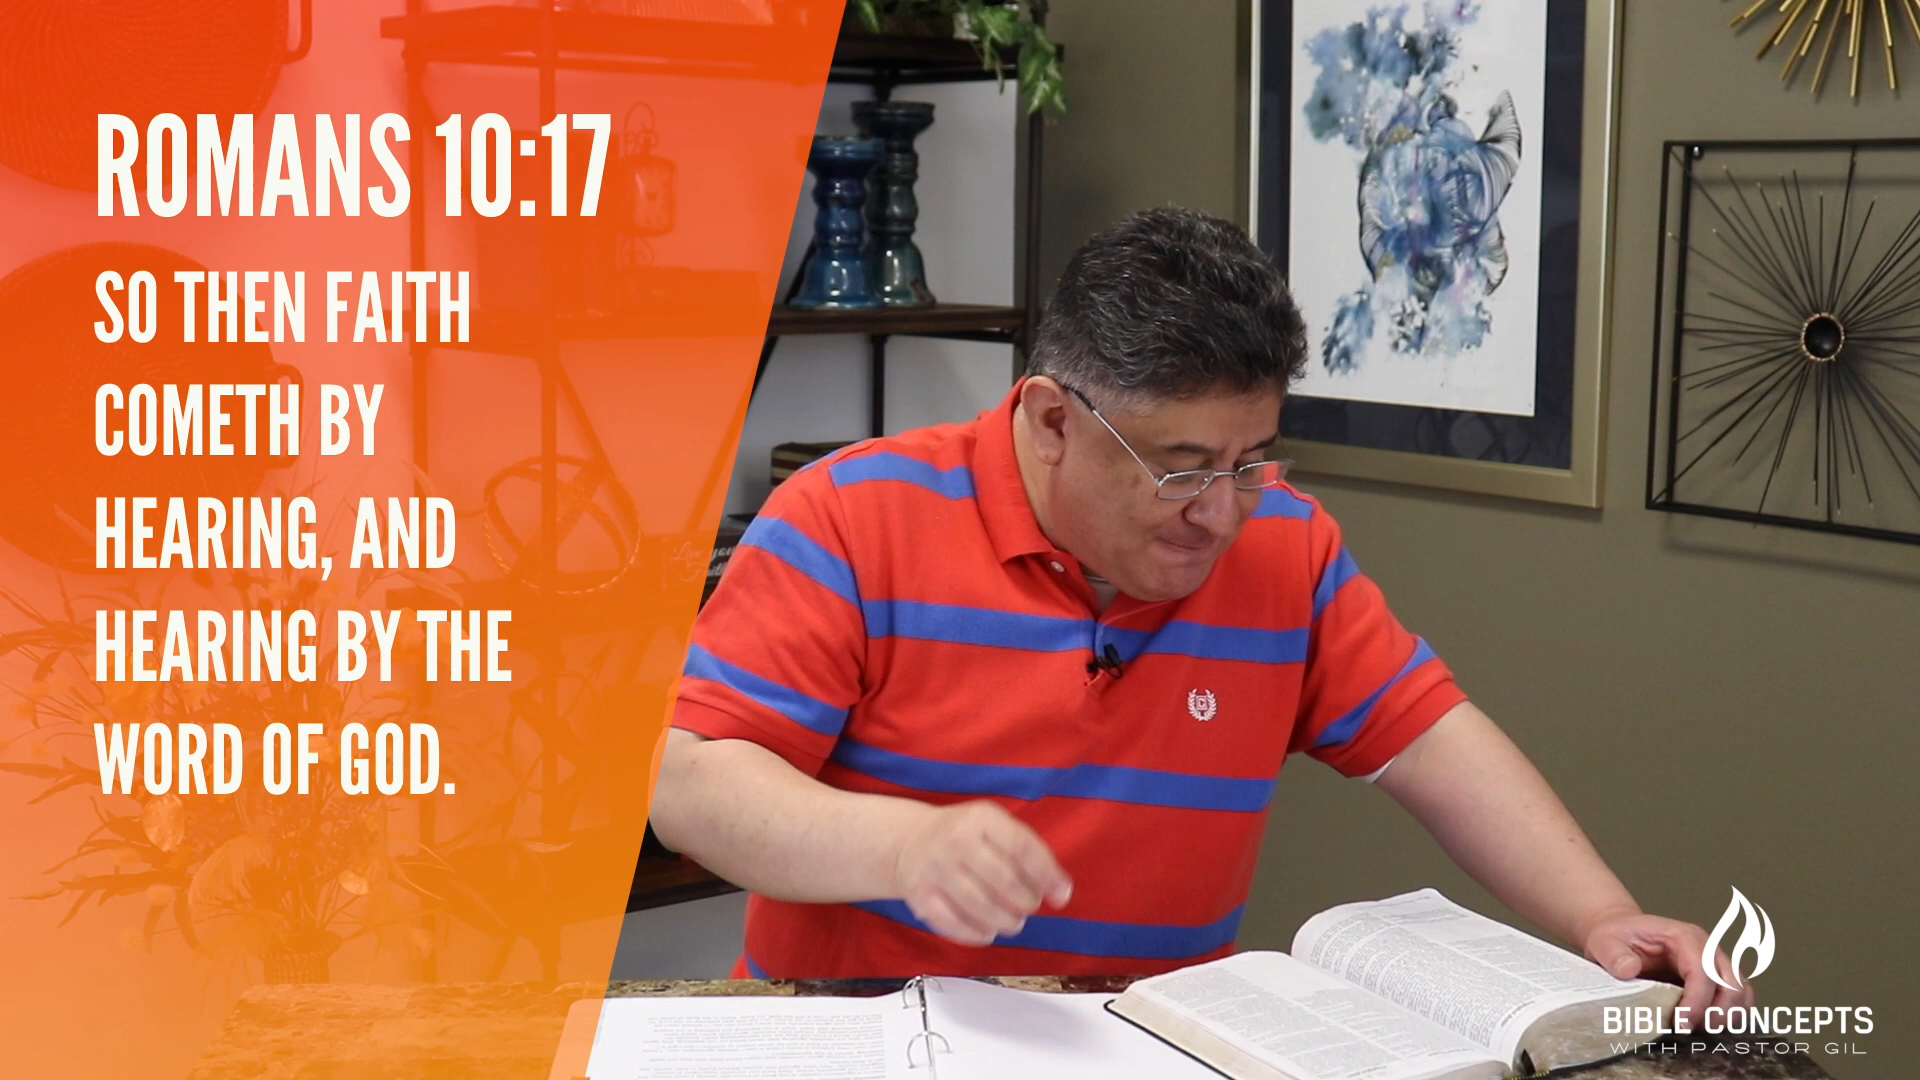 ROMANS 10:17
SO THEN FAITH
COMETH BY
HEARING, AND
HEARING BY THE
WORD OF GOD.
BIBLE CONCEPTS
WITH PASTOR GIL